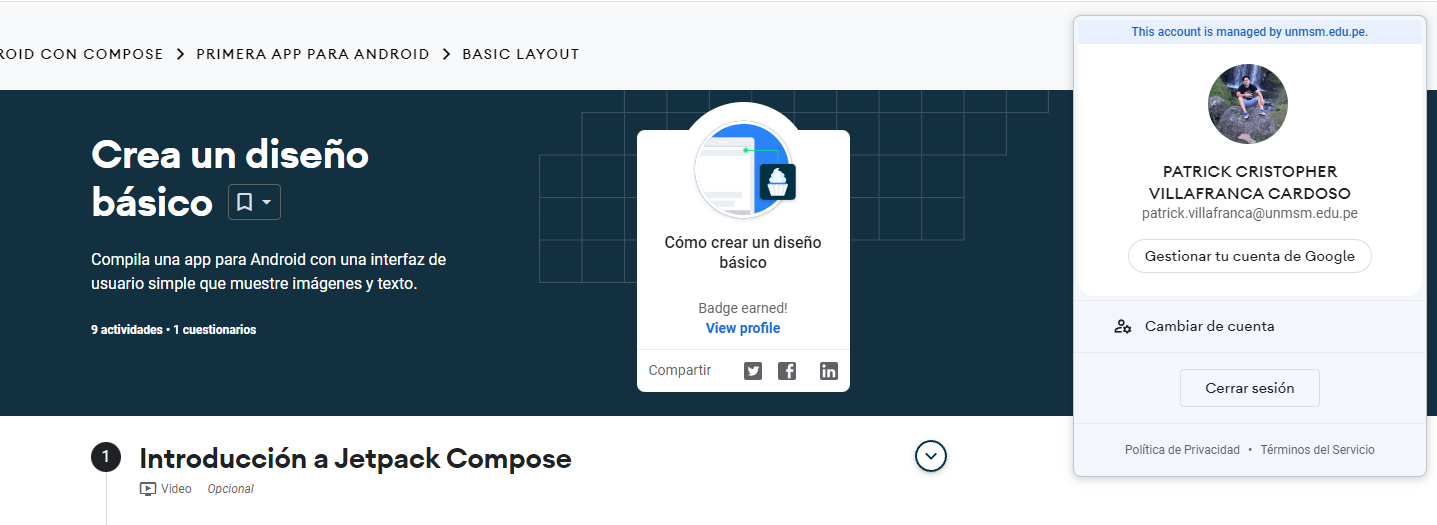 ROID CON COMPOSE > PRIMERA APP PARA ANDROID > BASIC LAYOUT
Crea un diseño
básico
Compila una app para Android con una interfaz de
usuario simple que muestre imágenes y texto.
9 actividades • 1 cuestionarios
Cómo crear un diseño
básico
Badge earned!
View profile
Compartir
1 Introducción a Jetpack Compose
Video Opcional
This account is managed by unmsm.edu.pe.
PATRICK CRISTOPHER
VILLAFRANCA CARDOSO
patrick.villafranca@unmsm.edu.pe
Gestionar tu cuenta de Google
Cambiar de cuenta
Cerrar sesión
Política de Privacidad • Términos del Servicio